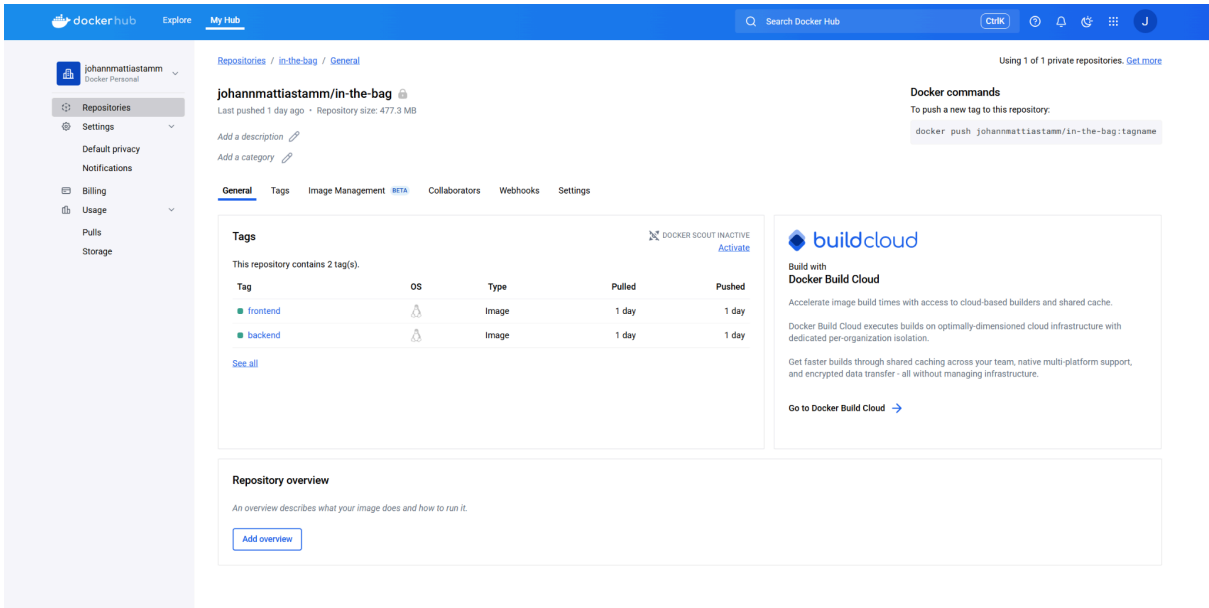 dockerhub
Explore
My Hub
Search Docker Hub
CtrlK
J
johannmattiastamm
Docker Personal
Repositories
Settings
Default privacy
Notifications
Billing
Usage
Pulls
Storage
Repositories / in-the-bag / General
Using 1 of 1 private repositories. Get more
johannmattiastamm/in-the-bag
Last pushed 1 day ago • Repository size: 477.3 MB
Add a description
Add a category
Docker commands
To push a new tag to this repository:
docker push johannmattiastamm/in-the-bag:tagname
General Tags Image Management BETA Collaborators Webhooks Settings
Tags
DOCKER SCOUT INACTIVE
Activate
This repository contains 2 tag(s).
Tag OS Type Pulled Pushed
frontend Image 1 day 1 day
backend Image 1 day 1 day
See all
buildcloud
Build with
Docker Build Cloud
Accelerate image build times with access to cloud-based builders and shared cache.
Docker Build Cloud executes builds on optimally-dimensioned cloud infrastructure with
dedicated per-organization isolation.
Get faster builds through shared caching across your team, native multi-platform support,
and encrypted data transfer - all without managing infrastructure.
Go to Docker Build Cloud
Repository overview
An overview describes what your image does and how to run it.
Add overview